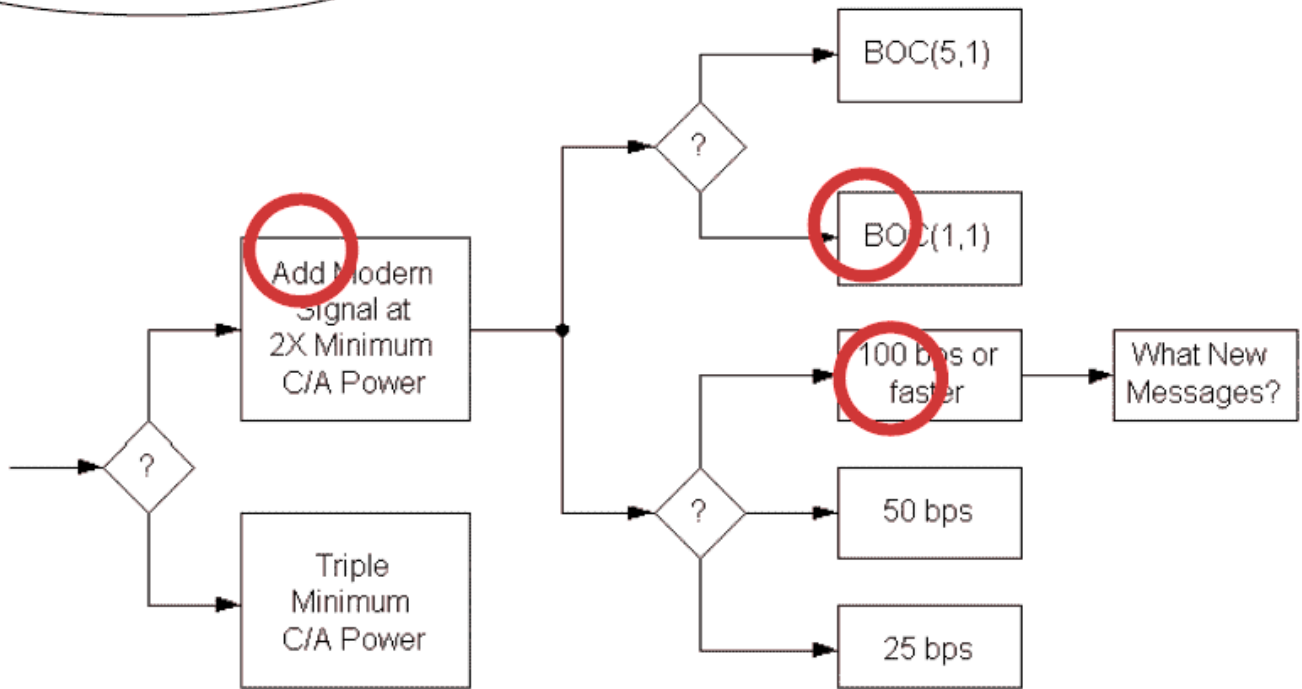 BOC(5,1)
?
BOC(1,1)
Add Modern
Signal at
2X Minimum
C/A Power
100 bps or
faster
What New
Messages?
?
?
50 bps
Triple
Minimum
C/A Power
25 bps